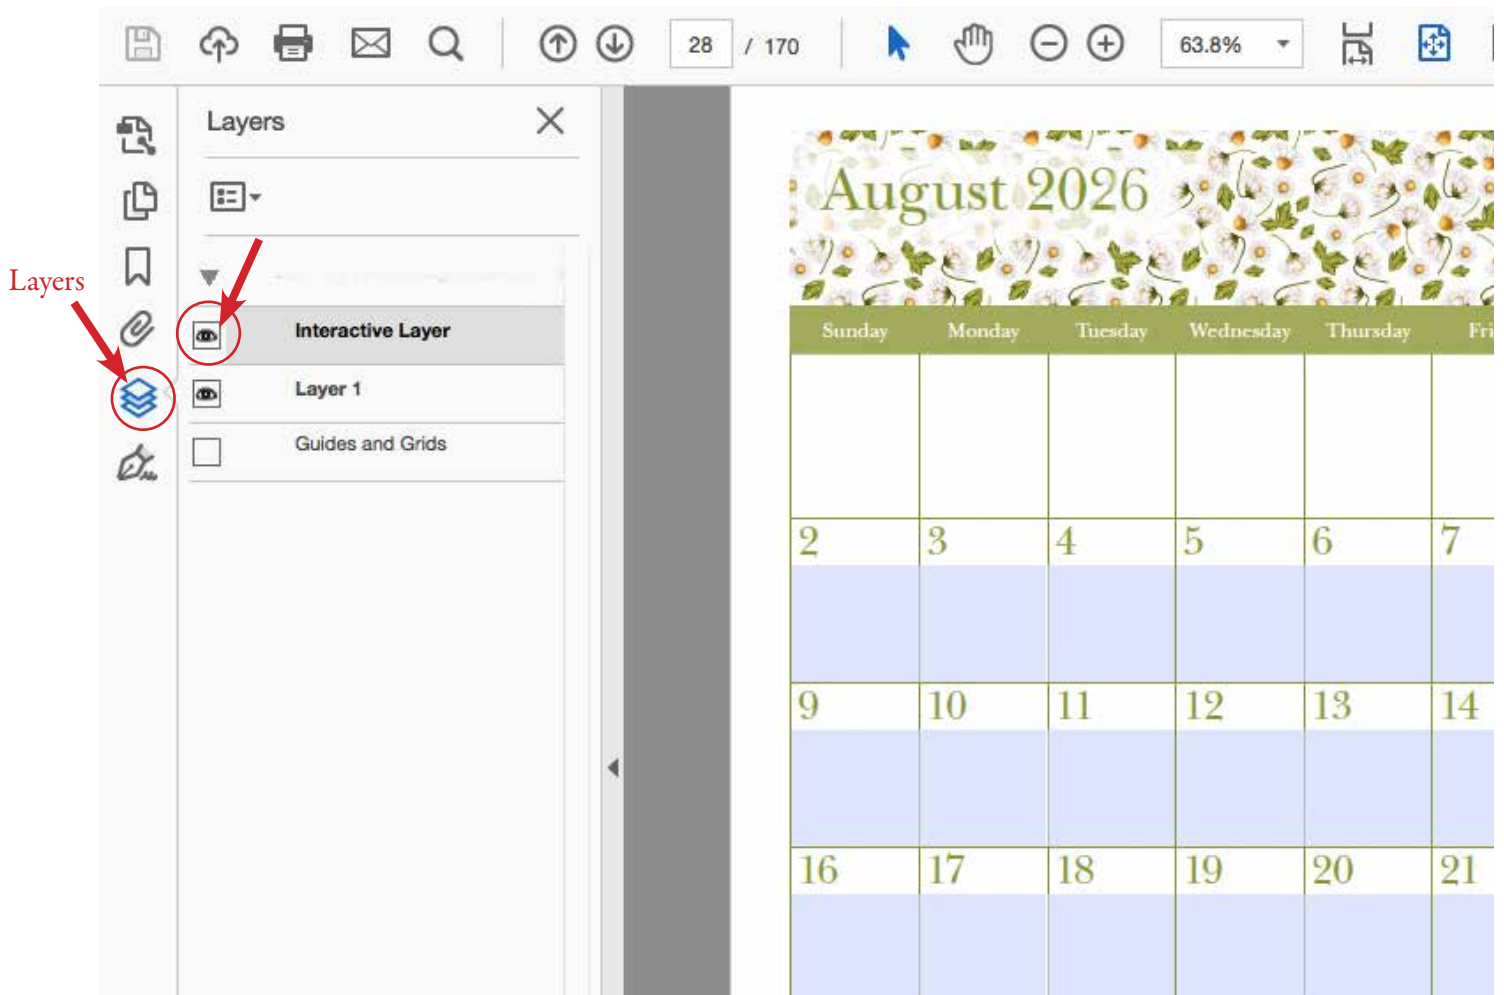 28 / 170
63.8%
Layers
August 2026
Layers
Interactive Layer
Layer 1
Guides and Grids
Sunday Monday Tuesday Wednesday Thursday Fri
2 3 4 5 6 7
9 10 11 12 13 14
16 17 18 19 20 21